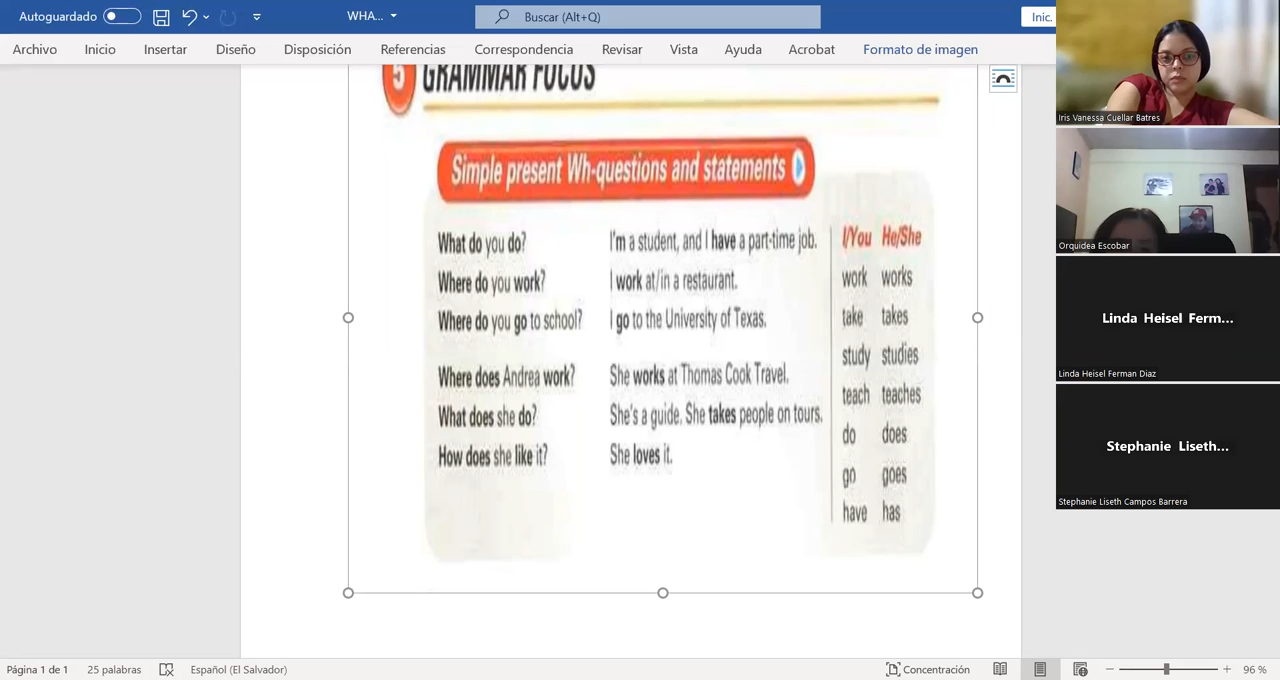 Autoguardado
WHA...
Buscar (Alt+Q)
Inic.
Archivo Inicio Insertar Diseño Disposición Referencias Correspondencia Revisar Vista Ayuda Acrobat Formato de imagen
5 GRAMMAR FOCUS
Simple present Wh-questions and statements
What do you do? I'm a student, and I have a part-time job.
Where do you work? I work at/in a restaurant.
Where do you go to school? I go to the University of Texas.
Where does Andrea work? She works at Thomas Cook Travel.
What does she do? She's a guide. She takes people on tours.
How does she like it? She loves it.
I/You He/She
work works
take takes
study studies
teach teaches
do does
go goes
have has
Iris Vanessa Cuellar Batres
Orquidea Escobar
Linda Heisel Ferm...
Linda Heisel Ferman Diaz
Stephanie Liseth...
Stephanie Liseth Campos Barrera
Página 1 de 1 25 palabras Español (El Salvador) Concentración 96 %